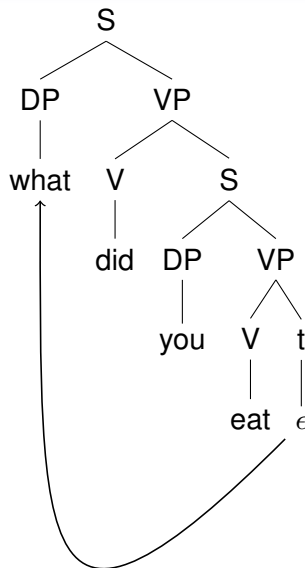 S
DP VP
what V S
did DP VP
you V t
eat ϵ